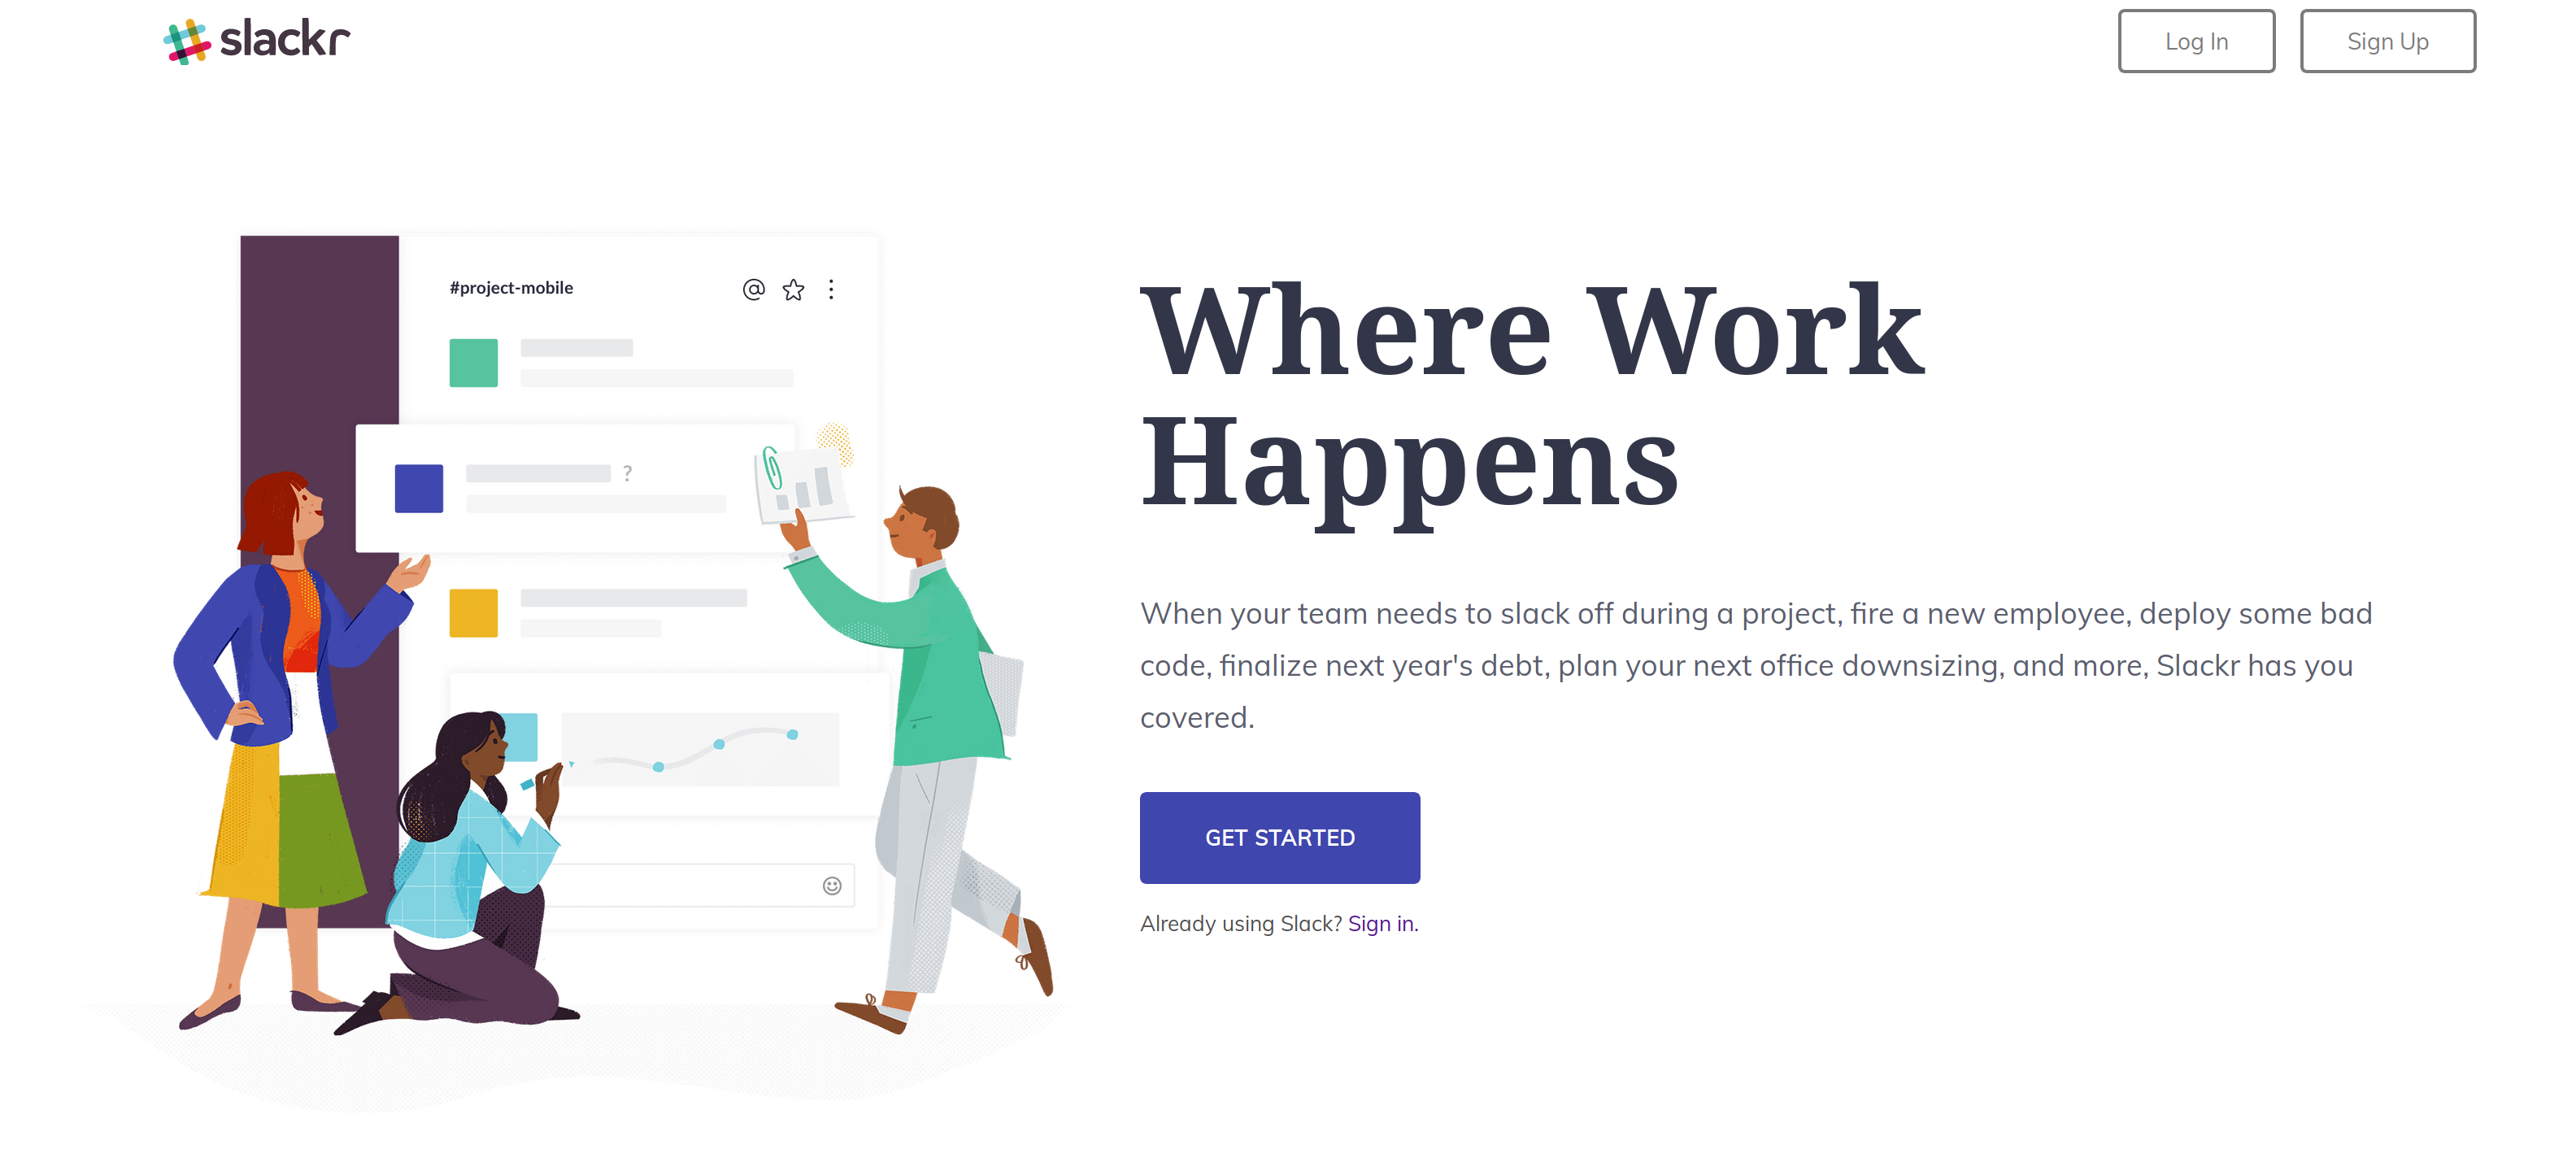 slackr
Log In
Sign Up
#project-mobile
?
Where Work
Happens
When your team needs to slack off during a project, fire a new employee, deploy some bad
code, finalize next year's debt, plan your next office downsizing, and more, Slackr has you
covered.
GET STARTED
Already using Slack? Sign in.